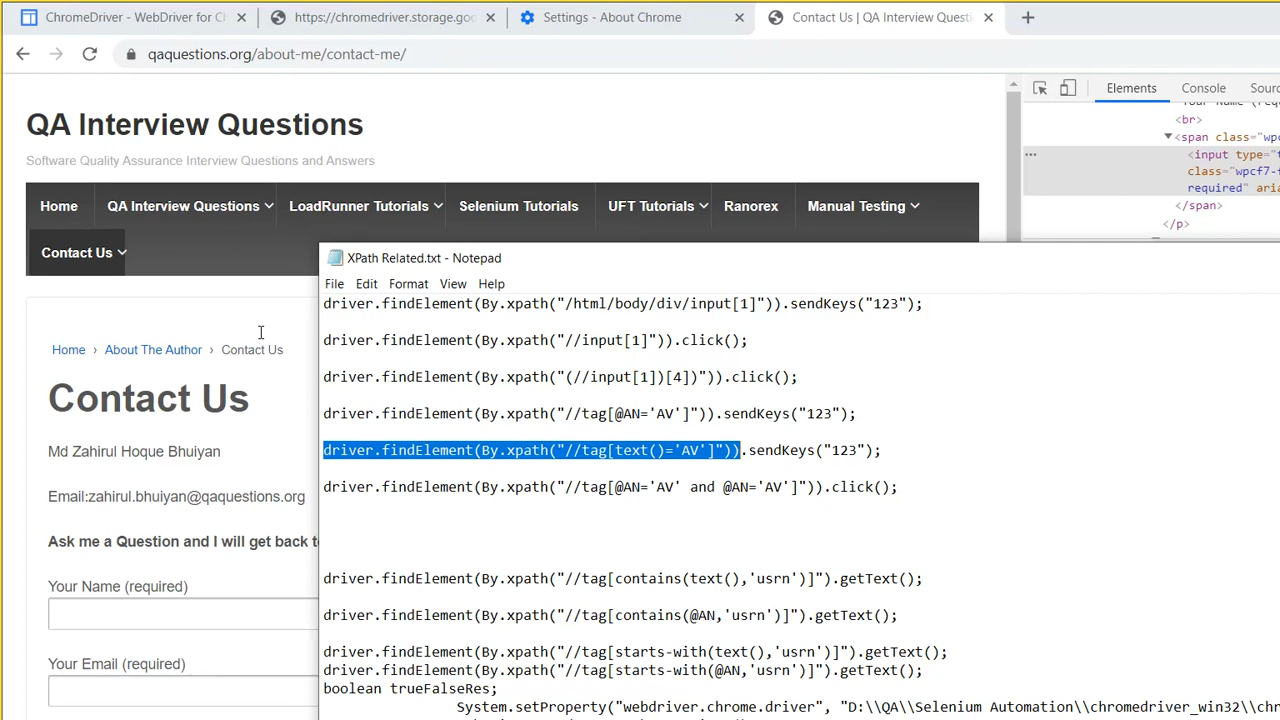 ChromeDriver - WebDriver for C
https://chromedriver.storage.goo
Settings - About Chrome
Contact Us | QA Interview Questi
qaquestions.org/about-me/contact-me/
Elements
Console
Sour
<br>
<span class="wpc
<input type="t
class="wpcf7-f
required" aria
</span>
</p>
QA Interview Questions
Software Quality Assurance Interview Questions and Answers
Home
QA Interview Questions
LoadRunner Tutorials
Selenium Tutorials
UFT Tutorials
Ranorex
Manual Testing
Contact Us
Home › About The Author › Contact Us
Contact Us
Md Zahirul Hoque Bhuiyan
Email:zahirul.bhuiyan@qaquestions.org
Ask me a Question and I will get back t
Your Name (required)
Your Email (required)
XPath Related.txt - Notepad
File Edit Format View Help
driver.findElement(By.xpath("/html/body/div/input[1]")).sendKeys("123");
driver.findElement(By.xpath("//input[1]")).click();
driver.findElement(By.xpath("(//input[1])[4])")).click();
driver.findElement(By.xpath("//tag[@AN='AV']")).sendKeys("123");
driver.findElement(By.xpath("//tag[text()='AV']")).sendKeys("123");
driver.findElement(By.xpath("//tag[@AN='AV' and @AN='AV']")).click();
driver.findElement(By.xpath("//tag[contains(text(),'usrn')]").getText();
driver.findElement(By.xpath("//tag[contains(@AN,'usrn')]").getText();
driver.findElement(By.xpath("//tag[starts-with(text(),'usrn')]").getText();
driver.findElement(By.xpath("//tag[starts-with(@AN,'usrn')]").getText();
boolean trueFalseRes;
System.setProperty("webdriver.chrome.driver", "D:\\QA\\Selenium Automation\\chromedriver_win32\\chr